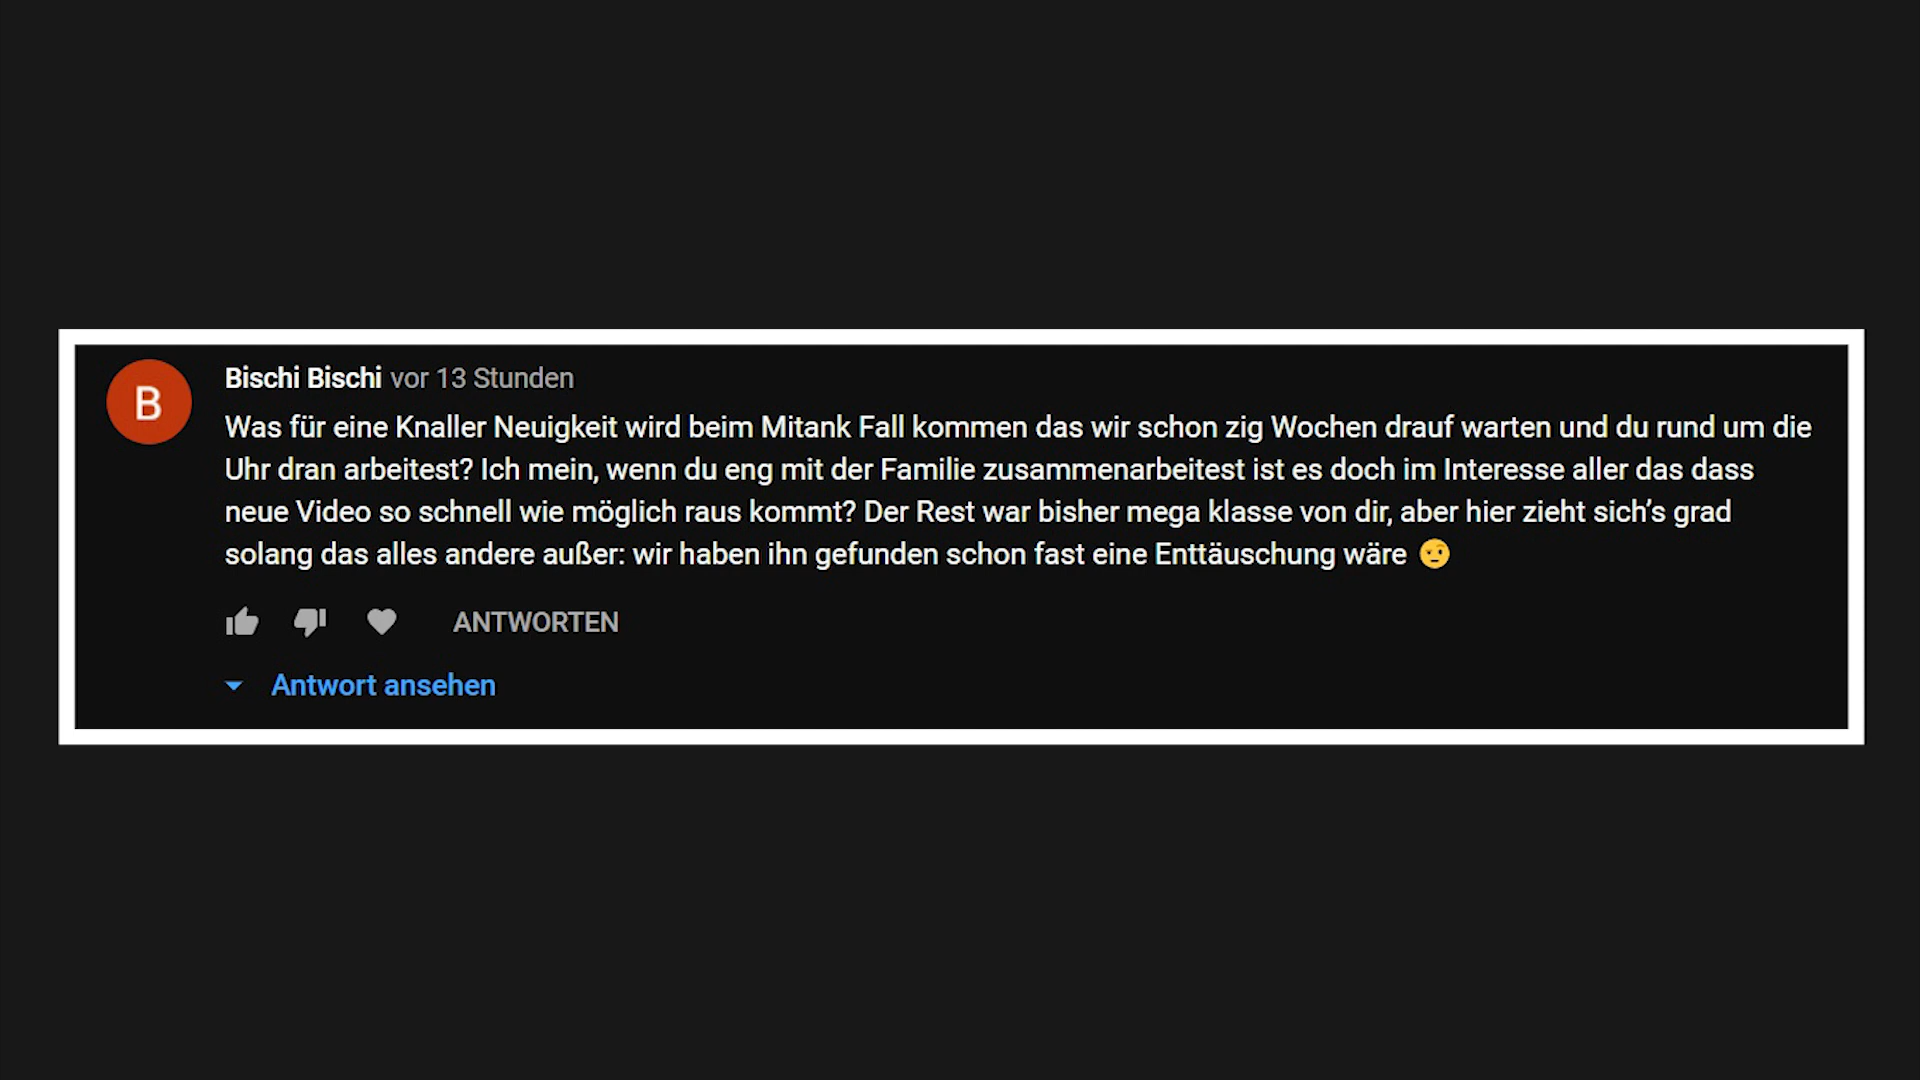 B
Bischi Bischi vor 13 Stunden
Was für eine Knaller Neuigkeit wird beim Mitank Fall kommen das wir schon zig Wochen drauf warten und du rund um die
Uhr dran arbeitest? Ich mein, wenn du eng mit der Familie zusammenarbeitest ist es doch im Interesse aller das dass
neue Video so schnell wie möglich raus kommt? Der Rest war bisher mega klasse von dir, aber hier zieht sich’s grad
solang das alles andere außer: wir haben ihn gefunden schon fast eine Enttäuschung wäre 😏
ANTWORTEN
Antwort ansehen